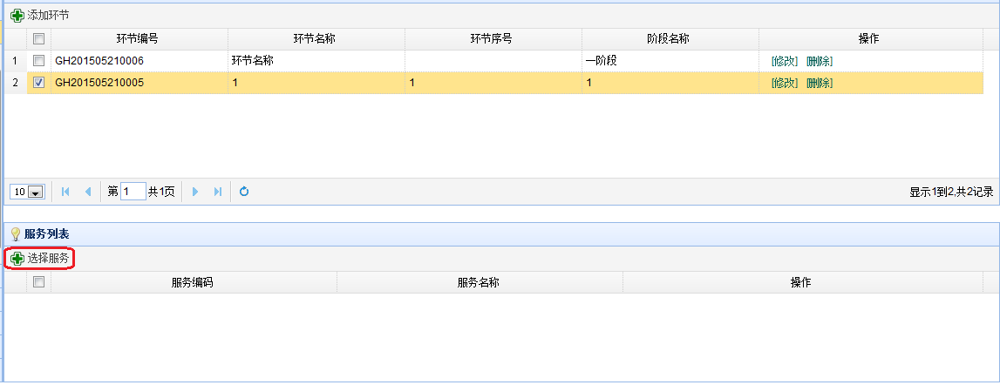 添加环节
环节编号 环节名称 环节序号 阶段名称 操作
1 GH201505210006 环节名称 一阶段 [修改] [删除]
2 GH201505210005 1 1 1 [修改] [删除]
10 第 1 共1页 显示1到2,共2记录
服务列表
选择服务
服务编码 服务名称 操作